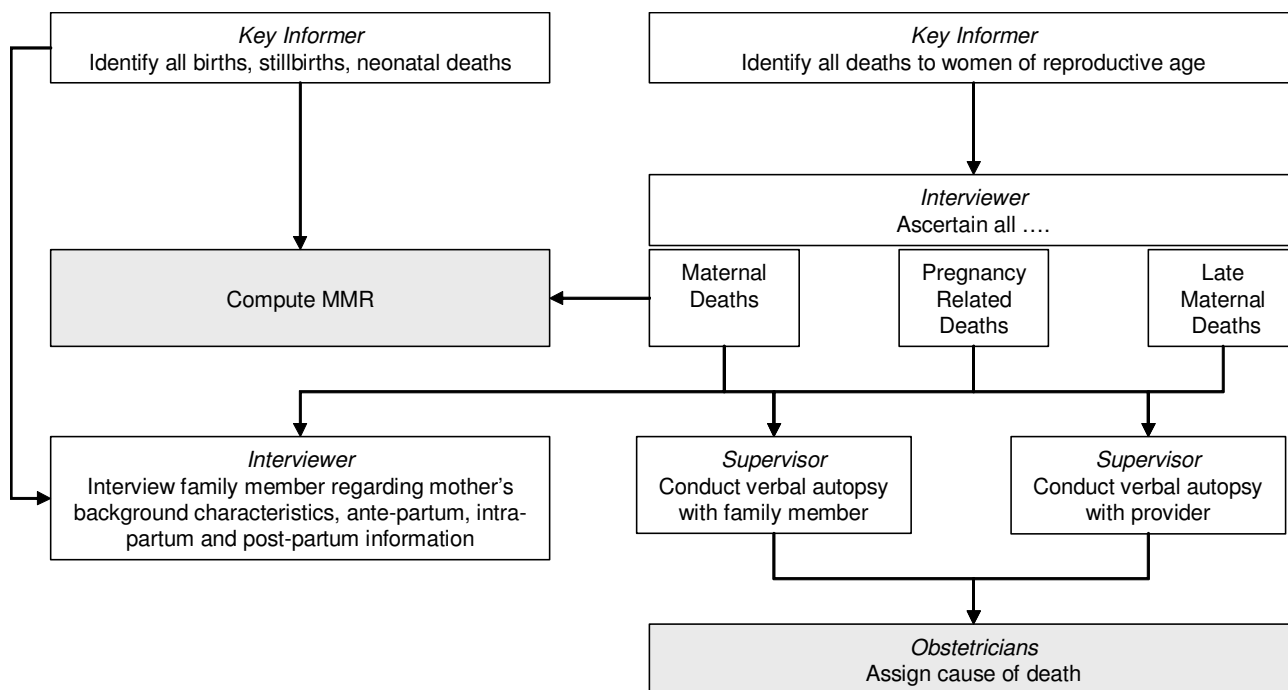 Key Informer
Identify all births, stillbirths, neonatal deaths
Key Informer
Identify all deaths to women of reproductive age
Interviewer
Ascertain all ….
Compute MMR
Maternal
Deaths
Pregnancy
Related
Deaths
Late
Maternal
Deaths
Interviewer
Interview family member regarding mother’s
background characteristics, ante-partum, intra-
partum and post-partum information
Supervisor
Conduct verbal autopsy
with family member
Supervisor
Conduct verbal autopsy
with provider
Obstetricians
Assign cause of death